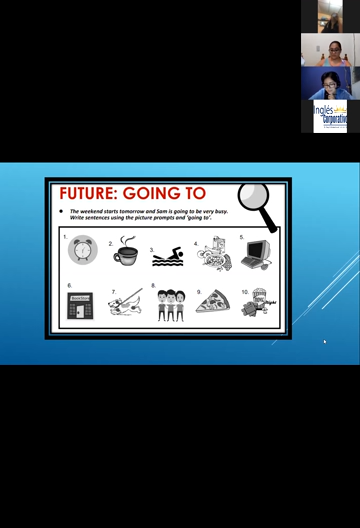 Inglés
Corporativo
FUTURE: GOING TO
• The weekend starts tomorrow and Sam is going to be very busy.
Write sentences using the picture prompts and 'going to'.
1. 2. 3. 4. 5.
6. 7. 8. 9. 10.